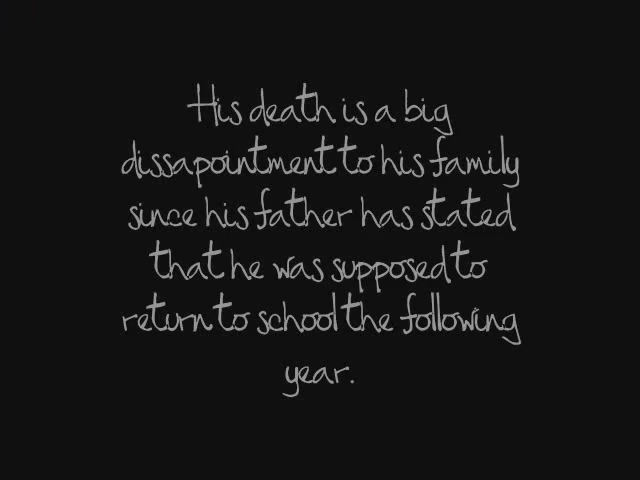 His death is a big
dissapointment to his family
since his father has stated
that he was supposed to
return to school the following
year.